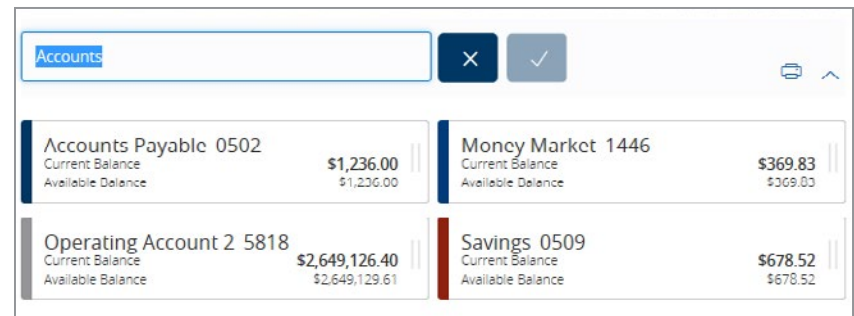 Accounts
Accounts Payable 0502
Current Balance $1,236.00
Available Balance $1,236.00
Money Market 1446
Current Balance $369.83
Available Balance $369.83
Operating Account 2 5818
Current Balance $2,649,126.40
Available Balance $2,649,129.61
Savings 0509
Current Balance $678.52
Available Balance $678.52